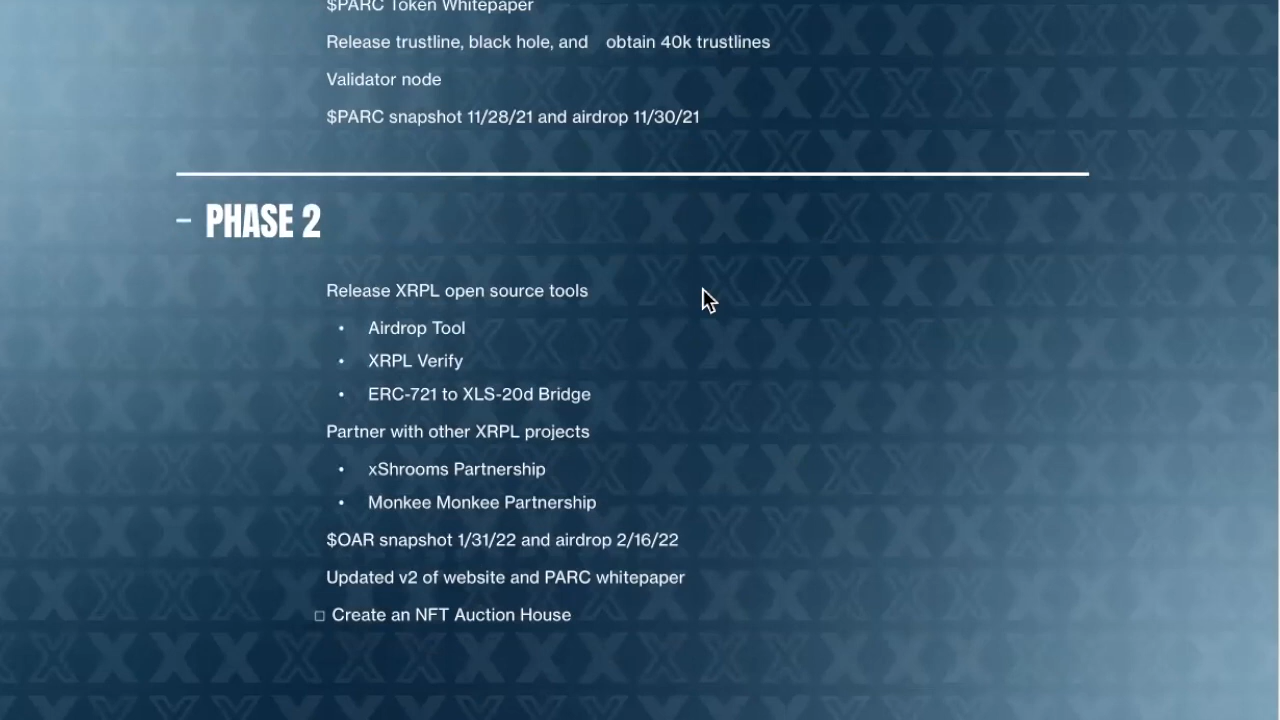 $PARC Token Whitepaper
Release trustline, black hole, and obtain 40k trustlines
Validator node
$PARC snapshot 11/28/21 and airdrop 11/30/21
– PHASE 2
Release XRPL open source tools
• Airdrop Tool
• XRPL Verify
• ERC-721 to XLS-20d Bridge
Partner with other XRPL projects
• xShrooms Partnership
• Monkee Monkee Partnership
$OAR snapshot 1/31/22 and airdrop 2/16/22
Updated v2 of website and PARC whitepaper
□ Create an NFT Auction House